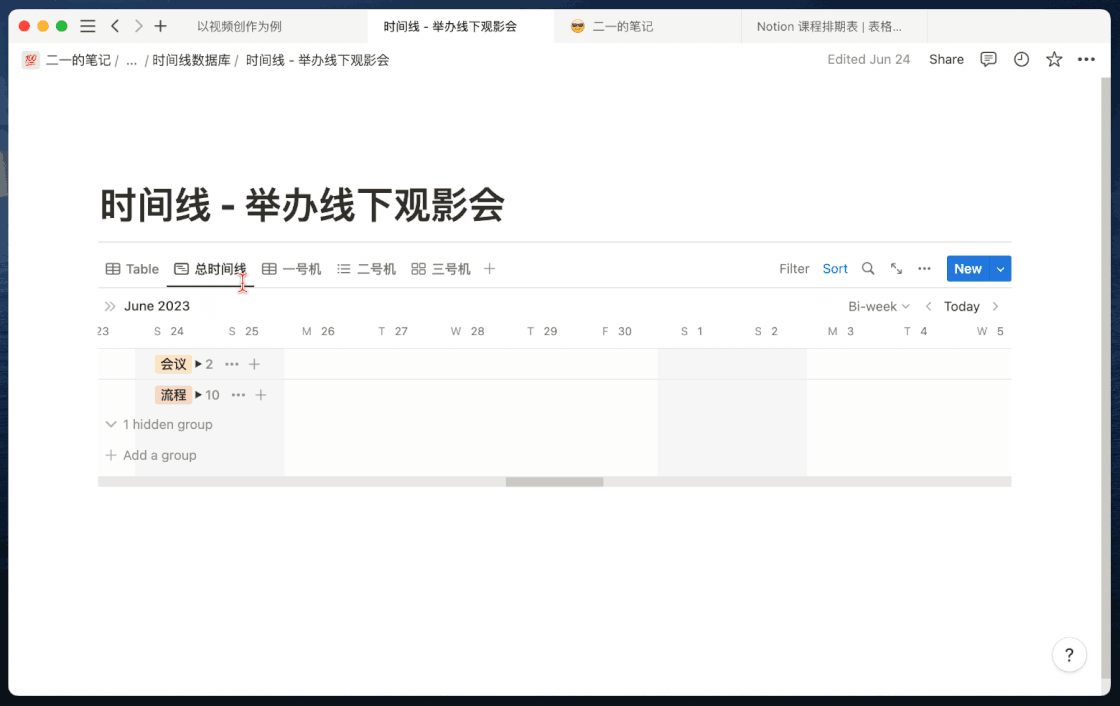 以视频创作为例 时间线 - 举办线下观影会 二一的笔记 Notion 课程排期表 | 表格...
二一的笔记 / ... / 时间线数据库 / 时间线 - 举办线下观影会 Edited Jun 24 Share
时间线 - 举办线下观影会
Table 总时间线 一号机 二号机 三号机 Filter Sort New
June 2023 Bi-week Today
23 S 24 S 25 M 26 T 27 W 28 T 29 F 30 S 1 S 2 M 3 T 4 W 5
会议 2
流程 10
1 hidden group
Add a group
?